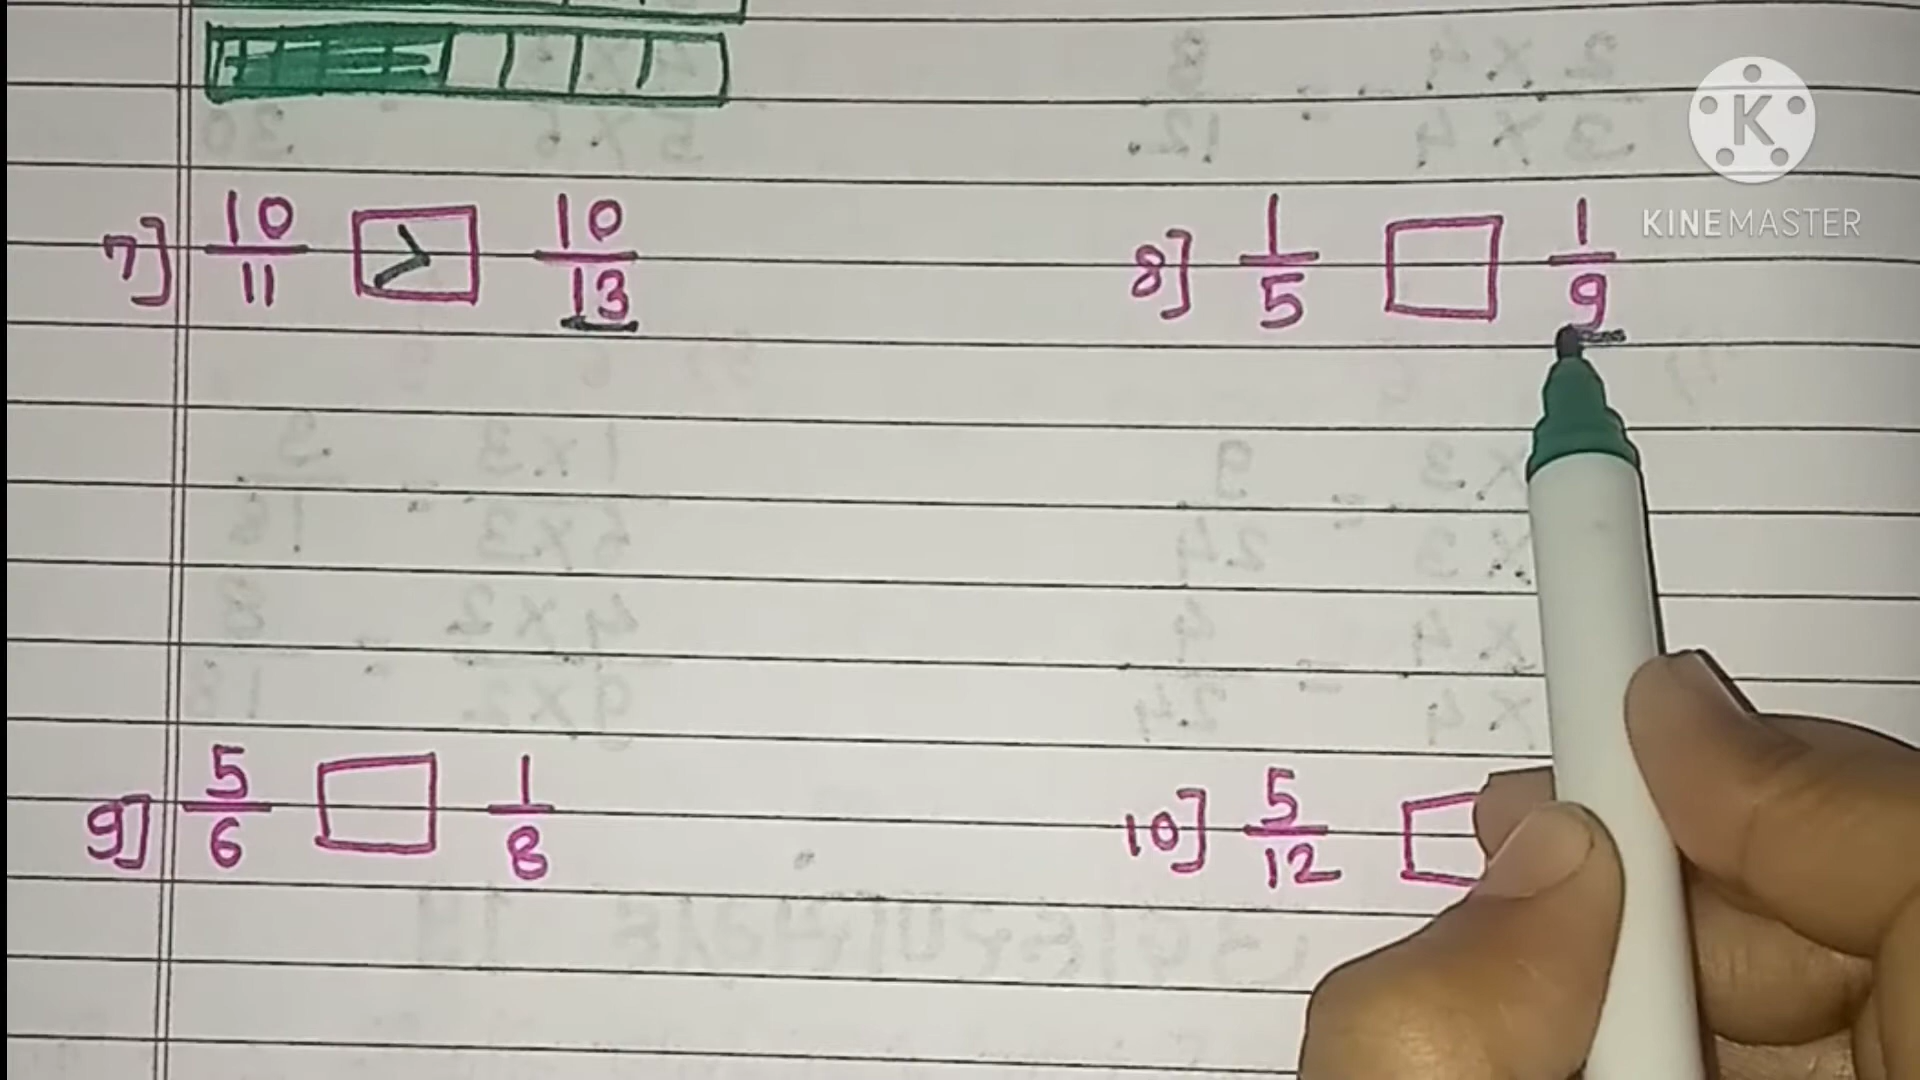 7] 10/11 > 10/13
8] 1/5 □ 1/9
K
KINEMASTER
9] 5/6 □ 1/8
10] 5/12 □